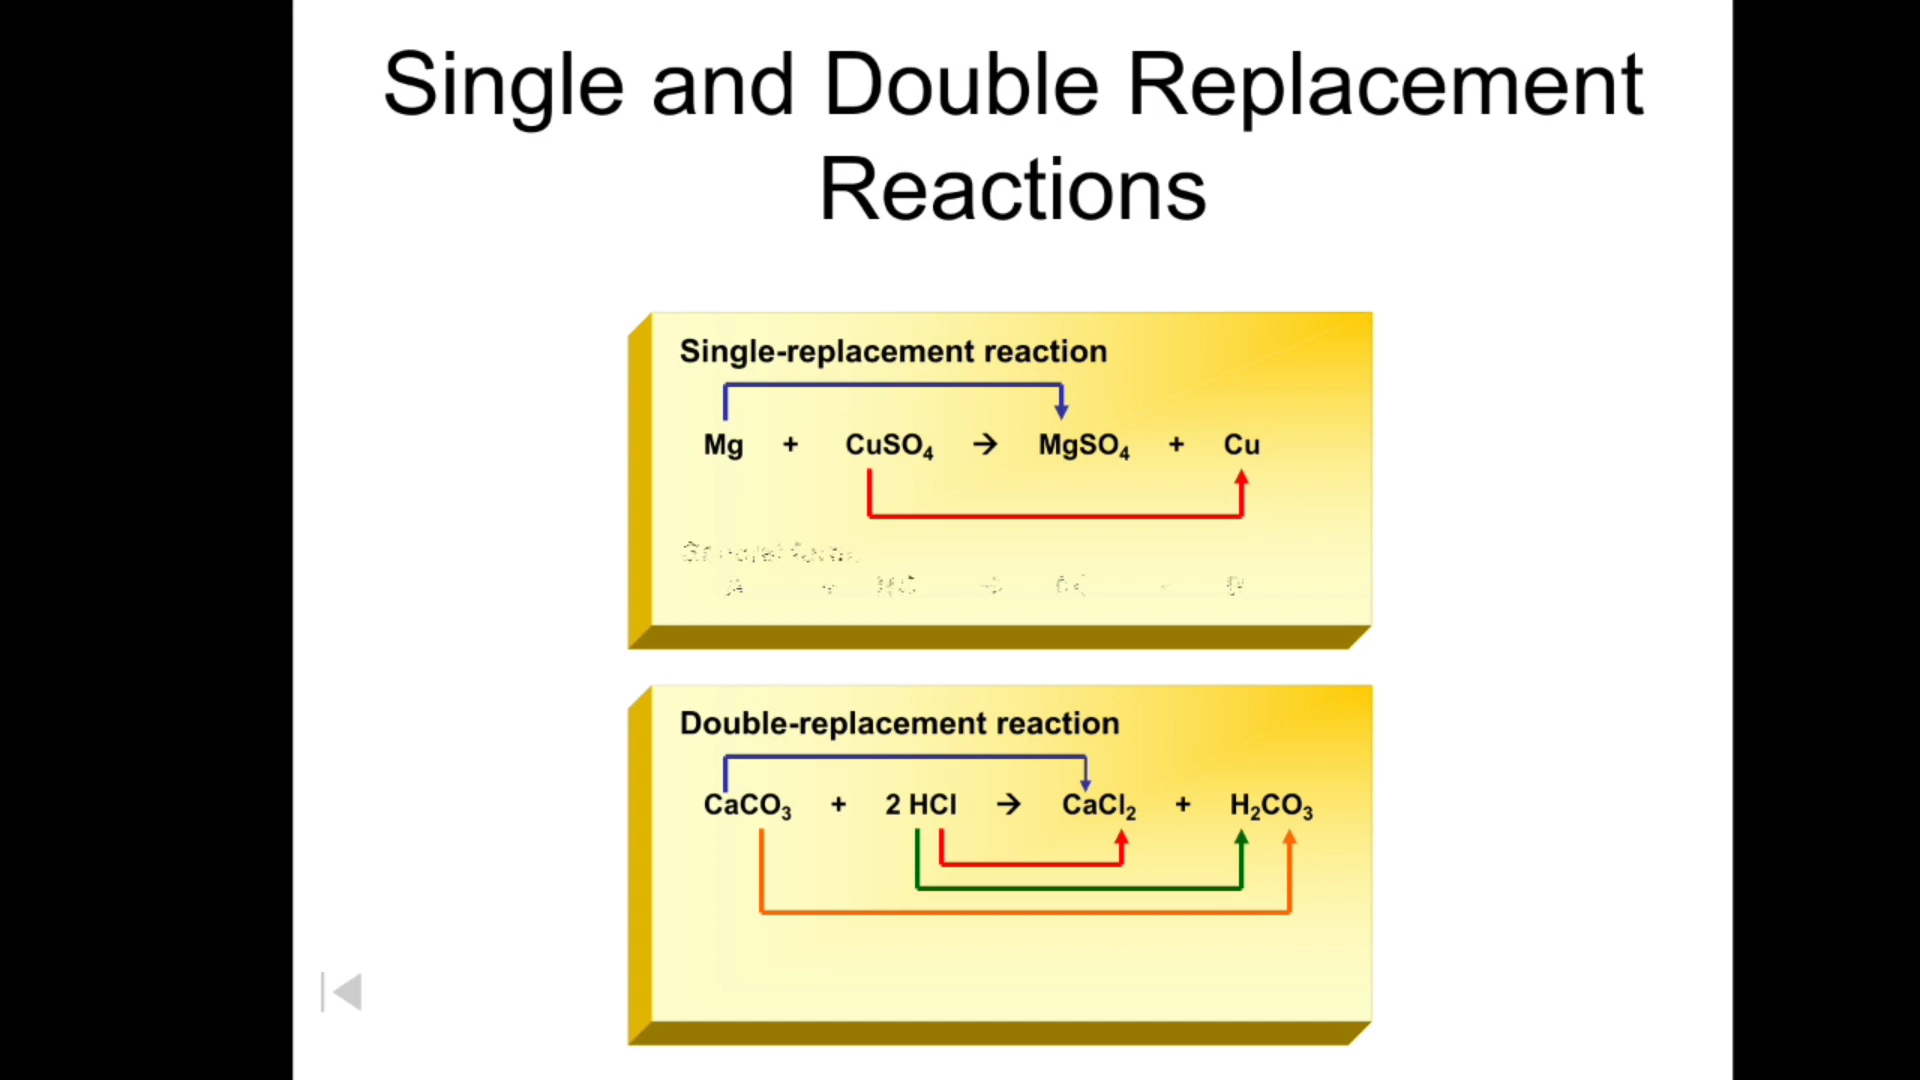 Single and Double Replacement
Reactions
Single-replacement reaction
Mg + CuSO₄ → MgSO₄ + Cu
Double-replacement reaction
CaCO₃ + 2 HCl → CaCl₂ + H₂CO₃